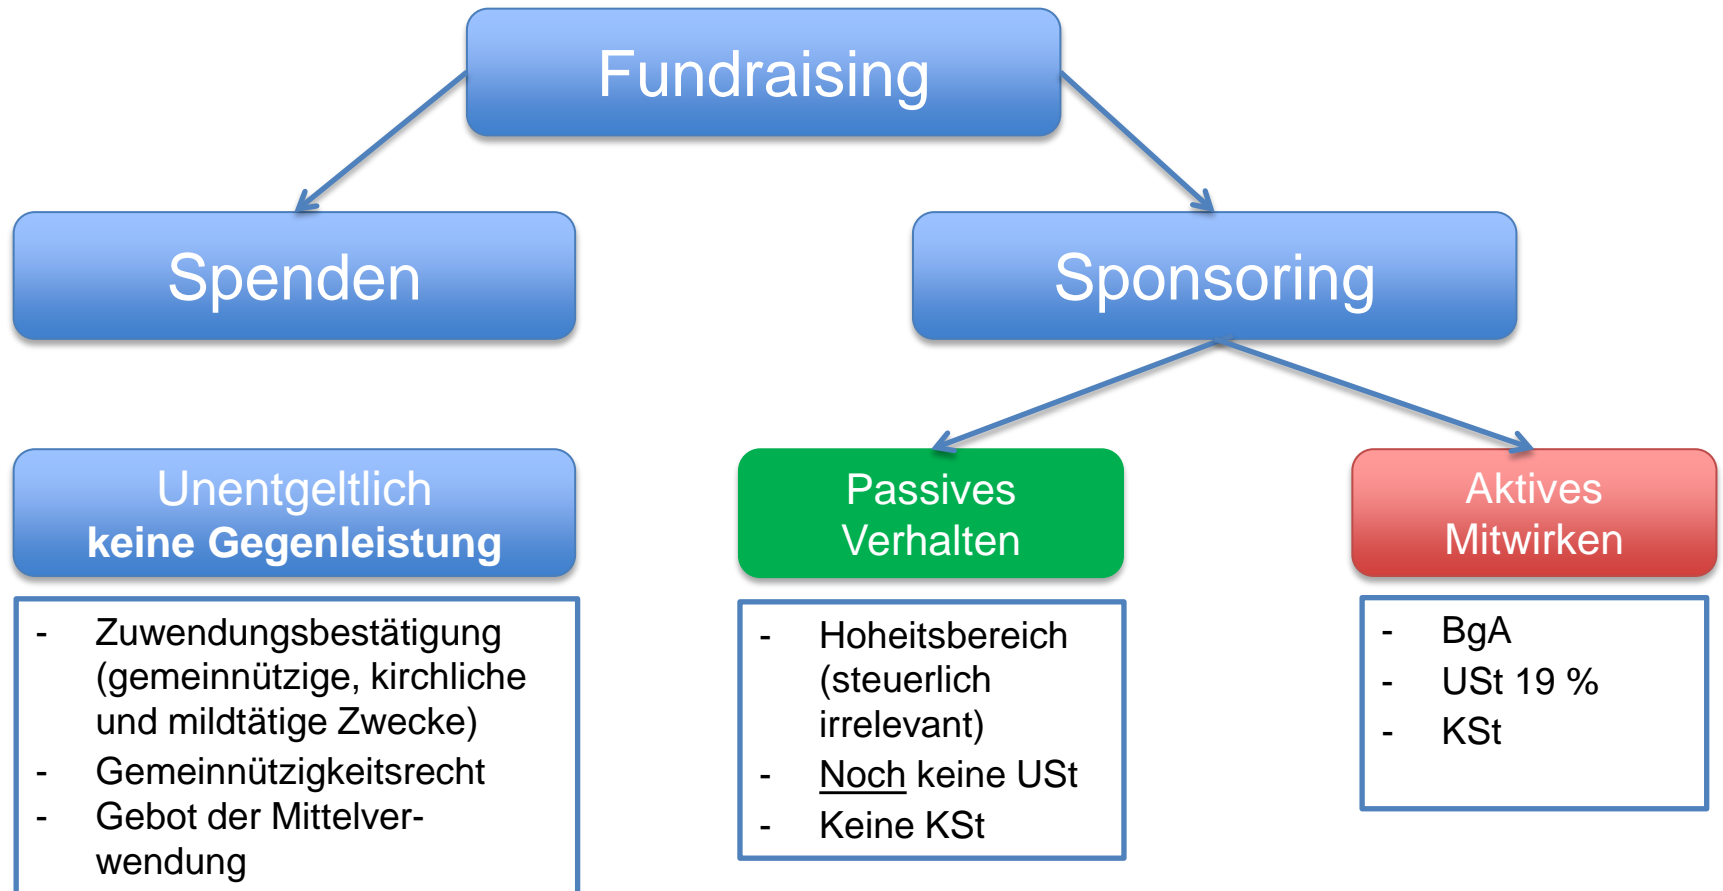 Fundraising
Spenden
Sponsoring
Unentgeltlich
keine Gegenleistung
- Zuwendungsbestätigung
(gemeinnützige, kirchliche
und mildtätige Zwecke)
- Gemeinnützigkeitsrecht
- Gebot der Mittelver-
wendung
Passives
Verhalten
- Hoheitsbereich
(steuerlich
irrelevant)
- Noch keine USt
- Keine KSt
Aktives
Mitwirken
- BgA
- USt 19 %
- KSt